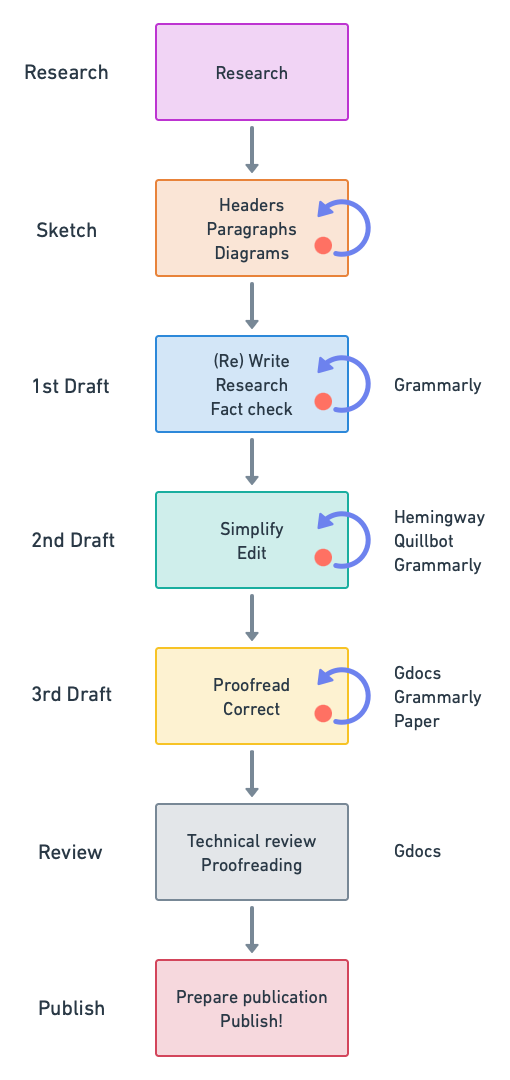 Research
Research
Sketch
Headers
Paragraphs
Diagrams
1st Draft
(Re) Write
Research
Fact check
Grammarly
2nd Draft
Simplify
Edit
Hemingway
Quillbot
Grammarly
3rd Draft
Proofread
Correct
Gdocs
Grammarly
Paper
Review
Technical review
Proofreading
Gdocs
Publish
Prepare publication
Publish!